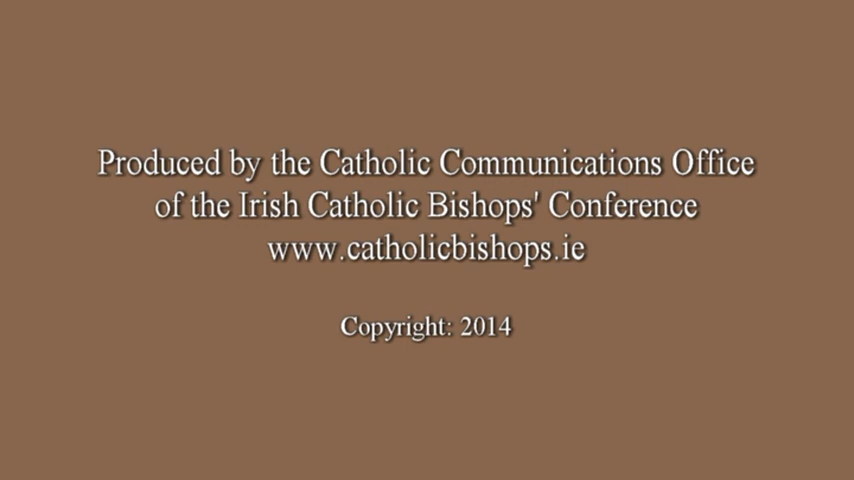 Produced by the Catholic Communications Office
of the Irish Catholic Bishops' Conference
www.catholicbishops.ie
Copyright: 2014